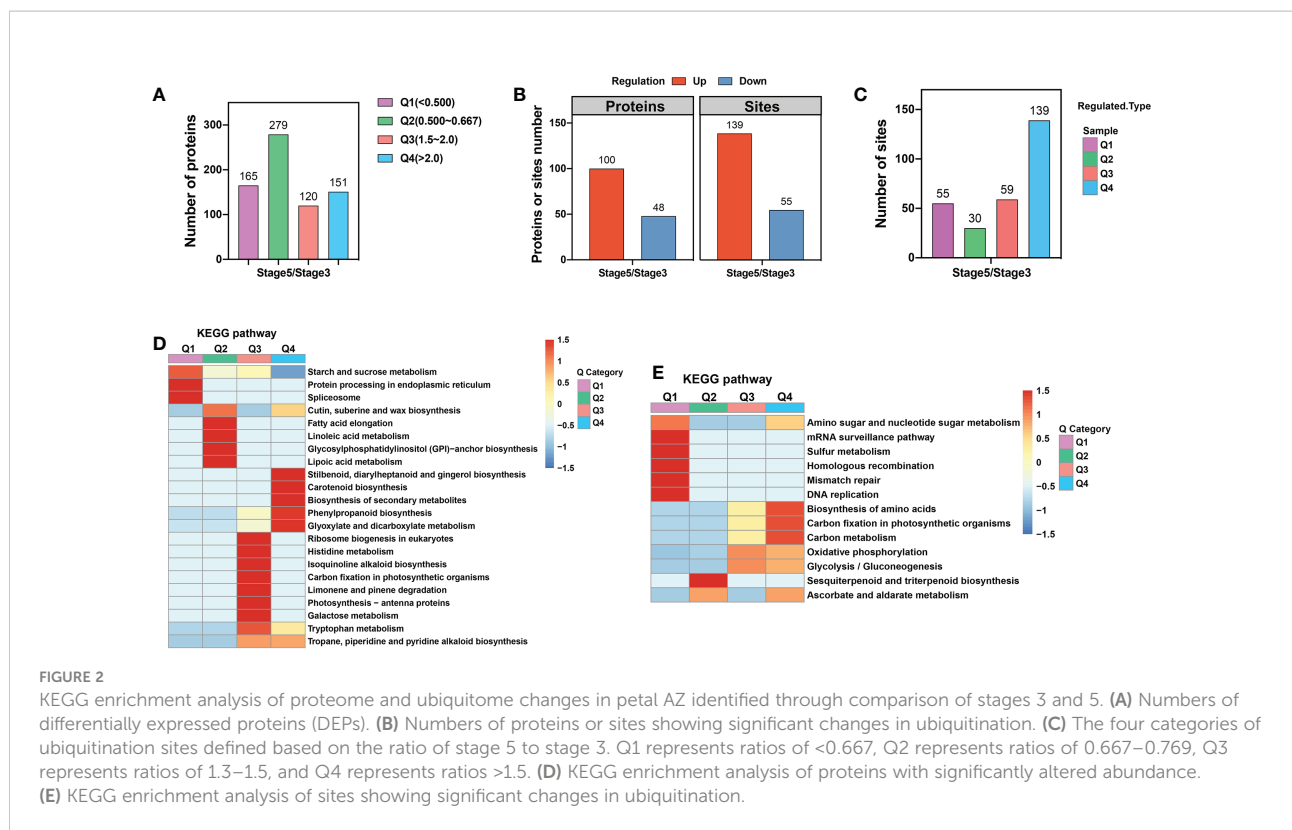 A
Number of proteins
300
200
100
0
165
279
120
151
Stage5/Stage3
Q1(<0.500)
Q2(0.500~0.667)
Q3(1.5~2.0)
Q4(>2.0)
B
Regulation Up Down
Proteins Sites
Proteins or sites number
150
100
50
0
100
48
139
55
Stage5/Stage3 Stage5/Stage3
C
Number of sites
150
100
50
0
55
30
59
139
Stage5/Stage3
Regulated.Type
Sample
Q1
Q2
Q3
Q4
D
KEGG pathway
Q1 Q2 Q3 Q4
Starch and sucrose metabolism
Protein processing in endoplasmic reticulum
Spliceosome
Cutin, suberine and wax biosynthesis
Fatty acid elongation
Linoleic acid metabolism
Glycosylphosphatidylinositol (GPI)−anchor biosynthesis
Lipoic acid metabolism
Stilbenoid, diarylheptanoid and gingerol biosynthesis
Carotenoid biosynthesis
Biosynthesis of secondary metabolites
Phenylpropanoid biosynthesis
Glyoxylate and dicarboxylate metabolism
Ribosome biogenesis in eukaryotes
Histidine metabolism
Isoquinoline alkaloid biosynthesis
Carbon fixation in photosynthetic organisms
Limonene and pinene degradation
Photosynthesis − antenna proteins
Galactose metabolism
Tryptophan metabolism
Tropane, piperidine and pyridine alkaloid biosynthesis
1.5
1
0.5
0
−0.5
−1
−1.5
Q Category
Q1
Q2
Q3
Q4
E
KEGG pathway
Q1 Q2 Q3 Q4
Amino sugar and nucleotide sugar metabolism
mRNA surveillance pathway
Sulfur metabolism
Homologous recombination
Mismatch repair
DNA replication
Biosynthesis of amino acids
Carbon fixation in photosynthetic organisms
Carbon metabolism
Oxidative phosphorylation
Glycolysis / Gluconeogenesis
Sesquiterpenoid and triterpenoid biosynthesis
Ascorbate and aldarate metabolism
1.5
1
0.5
0
−0.5
−1
−1.5
Q Category
Q1
Q2
Q3
Q4
FIGURE 2
KEGG enrichment analysis of proteome and ubiquitome changes in petal AZ identified through comparison of stages 3 and 5. (A) Numbers of
differentially expressed proteins (DEPs). (B) Numbers of proteins or sites showing significant changes in ubiquitination. (C) The four categories of
ubiquitination sites defined based on the ratio of stage 5 to stage 3. Q1 represents ratios of <0.667, Q2 represents ratios of 0.667–0.769, Q3
represents ratios of 1.3–1.5, and Q4 represents ratios >1.5. (D) KEGG enrichment analysis of proteins with significantly altered abundance.
(E) KEGG enrichment analysis of sites showing significant changes in ubiquitination.